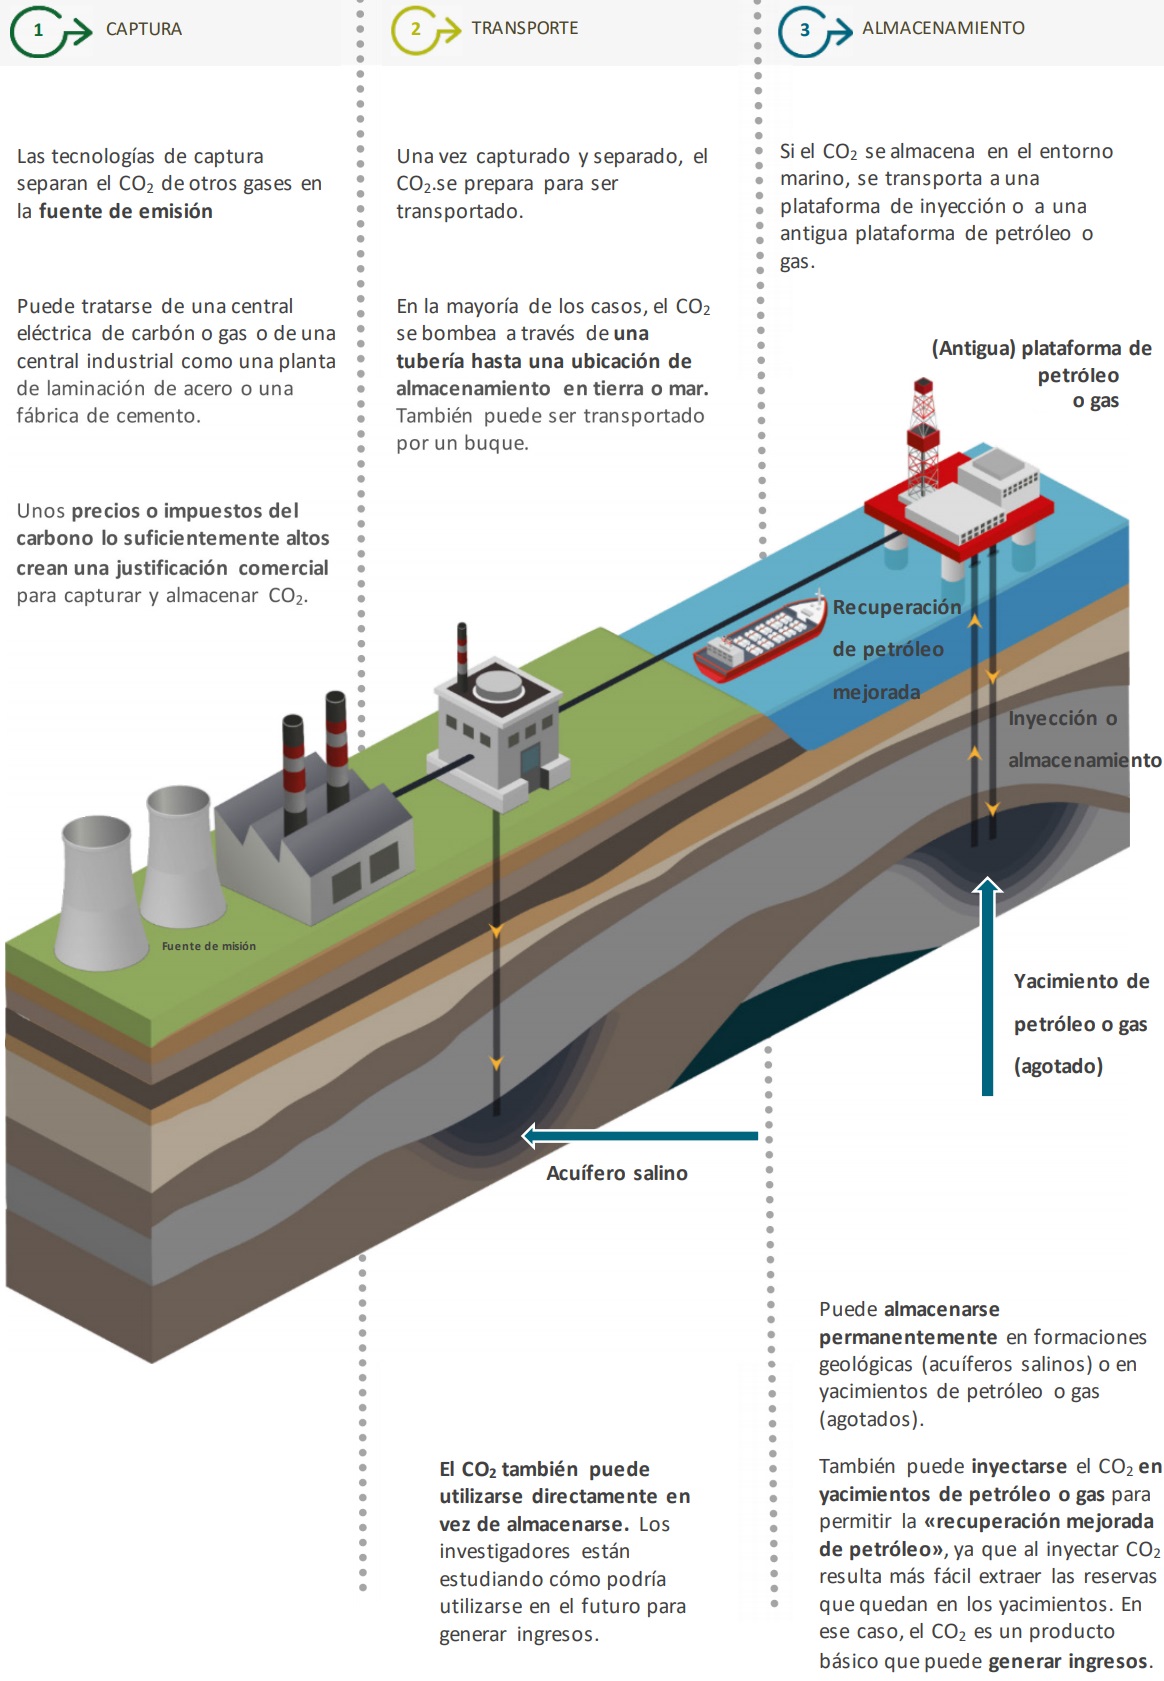 1 CAPTURA
Las tecnologías de captura
separan el CO₂ de otros gases en
la fuente de emisión
Puede tratarse de una central
eléctrica de carbón o gas o de una
central industrial como una planta
de laminación de acero o una
fábrica de cemento.
Unos precios o impuestos del
carbono lo suficientemente altos
crean una justificación comercial
para capturar y almacenar CO₂.
2 TRANSPORTE
Una vez capturado y separado, el
CO₂.se prepara para ser
transportado.
En la mayoría de los casos, el CO₂
se bombea a través de una
tubería hasta una ubicación de
almacenamiento en tierra o mar.
También puede ser transportado
por un buque.
3 ALMACENAMIENTO
Si el CO₂ se almacena en el entorno
marino, se transporta a una
plataforma de inyección o a una
antigua plataforma de petróleo o
gas.
(Antigua) plataforma de
petróleo
o gas
Recuperación
de petróleo
mejorada
Inyección o
almacenamiento
Fuente de misión
Yacimiento de
petróleo o gas
(agotado)
Acuífero salino
El CO₂ también puede
utilizarse directamente en
vez de almacenarse. Los
investigadores están
estudiando cómo podría
utilizarse en el futuro para
generar ingresos.
Puede almacenarse
permanentemente en formaciones
geológicas (acuíferos salinos) o en
yacimientos de petróleo o gas
(agotados).
También puede inyectarse el CO₂ en
yacimientos de petróleo o gas para
permitir la «recuperación mejorada
de petróleo», ya que al inyectar CO₂
resulta más fácil extraer las reservas
que quedan en los yacimientos. En
ese caso, el CO₂ es un producto
básico que puede generar ingresos.